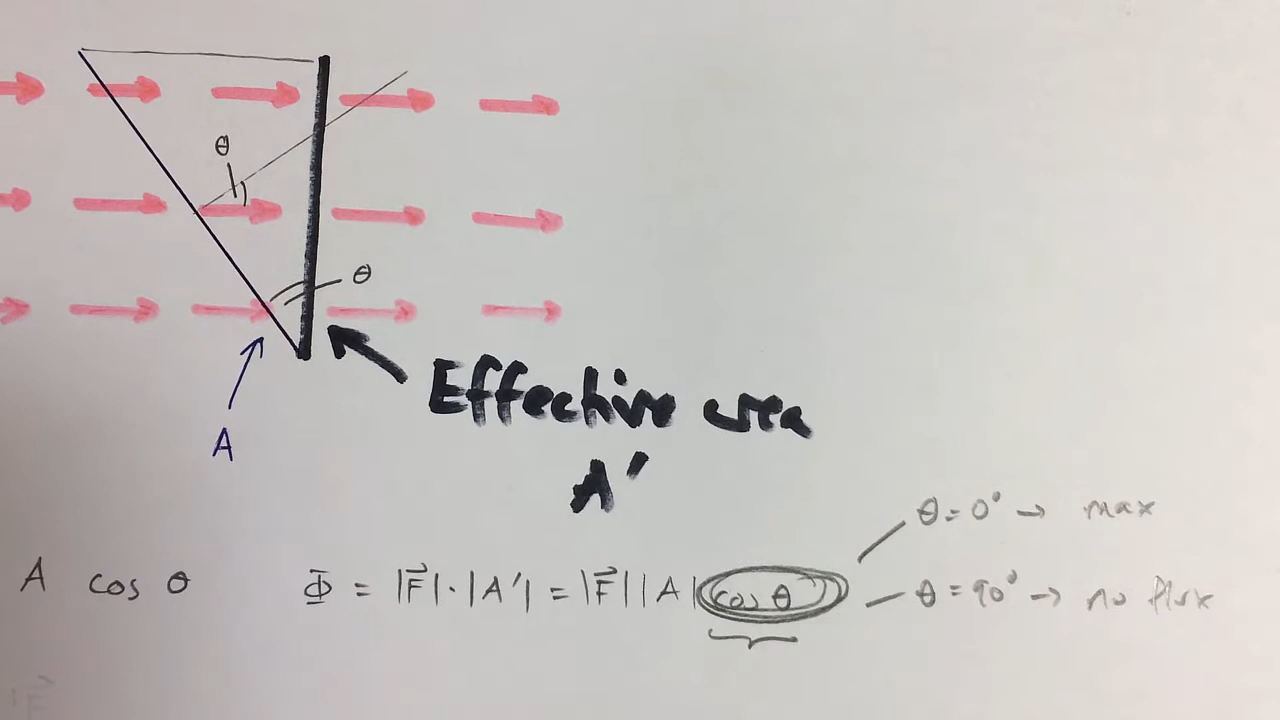 θ
θ
A
Effective area
A′
θ = 0° → max
A cos θ
Φ = |F⃗| · |A′| = |F⃗| |A| cos θ
θ = 90° → no flux
|F⃗